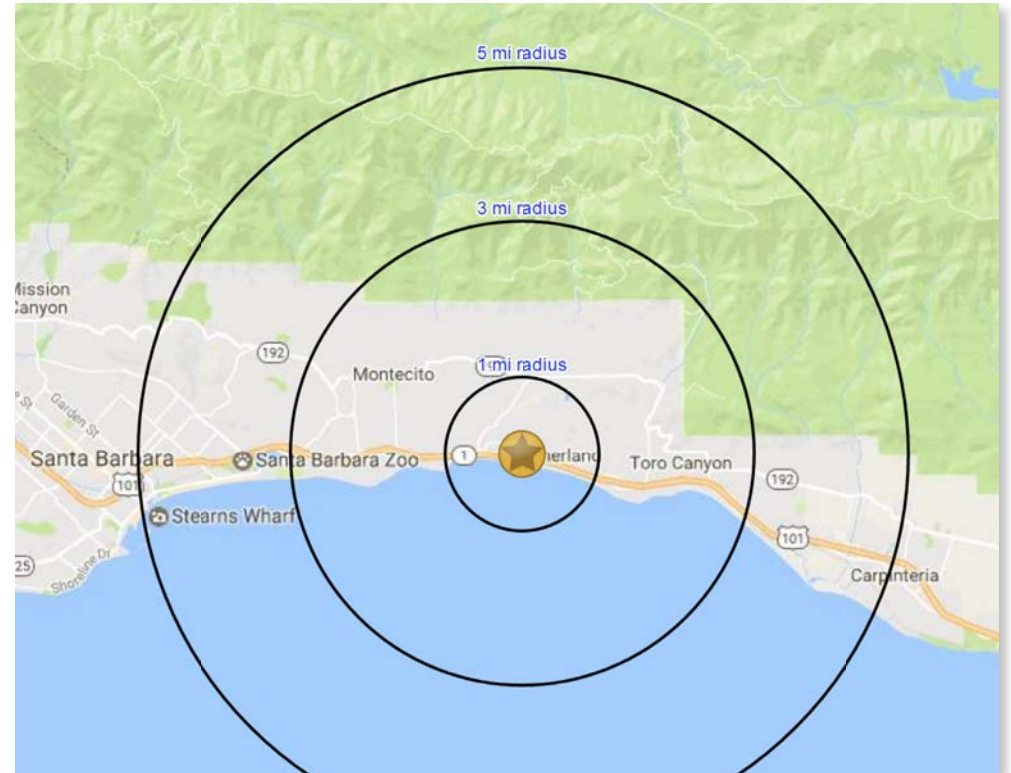 5 mi radius
3 mi radius
Mission
Canyon
192
1 mi radius
Montecito
Garden St
St
Santa Barbara
Santa Barbara Zoo
1
Toro Canyon
192
101
Stearns Wharf
101
25
Shoreline Dr
Carpinteria